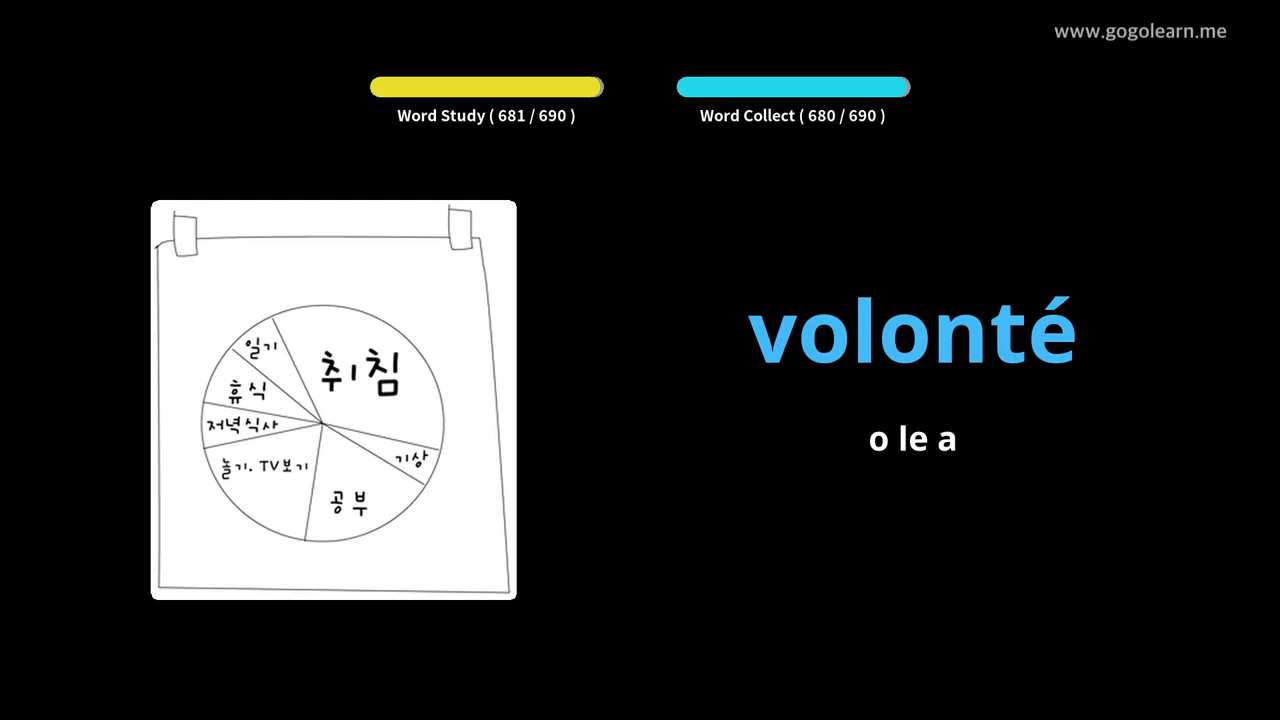 www.gogolearn.me
Word Study ( 681 / 690 )
Word Collect ( 680 / 690 )
일기
취침
휴식
저녁식사
기상
놀기. TV보기
공부
volonté
o le a